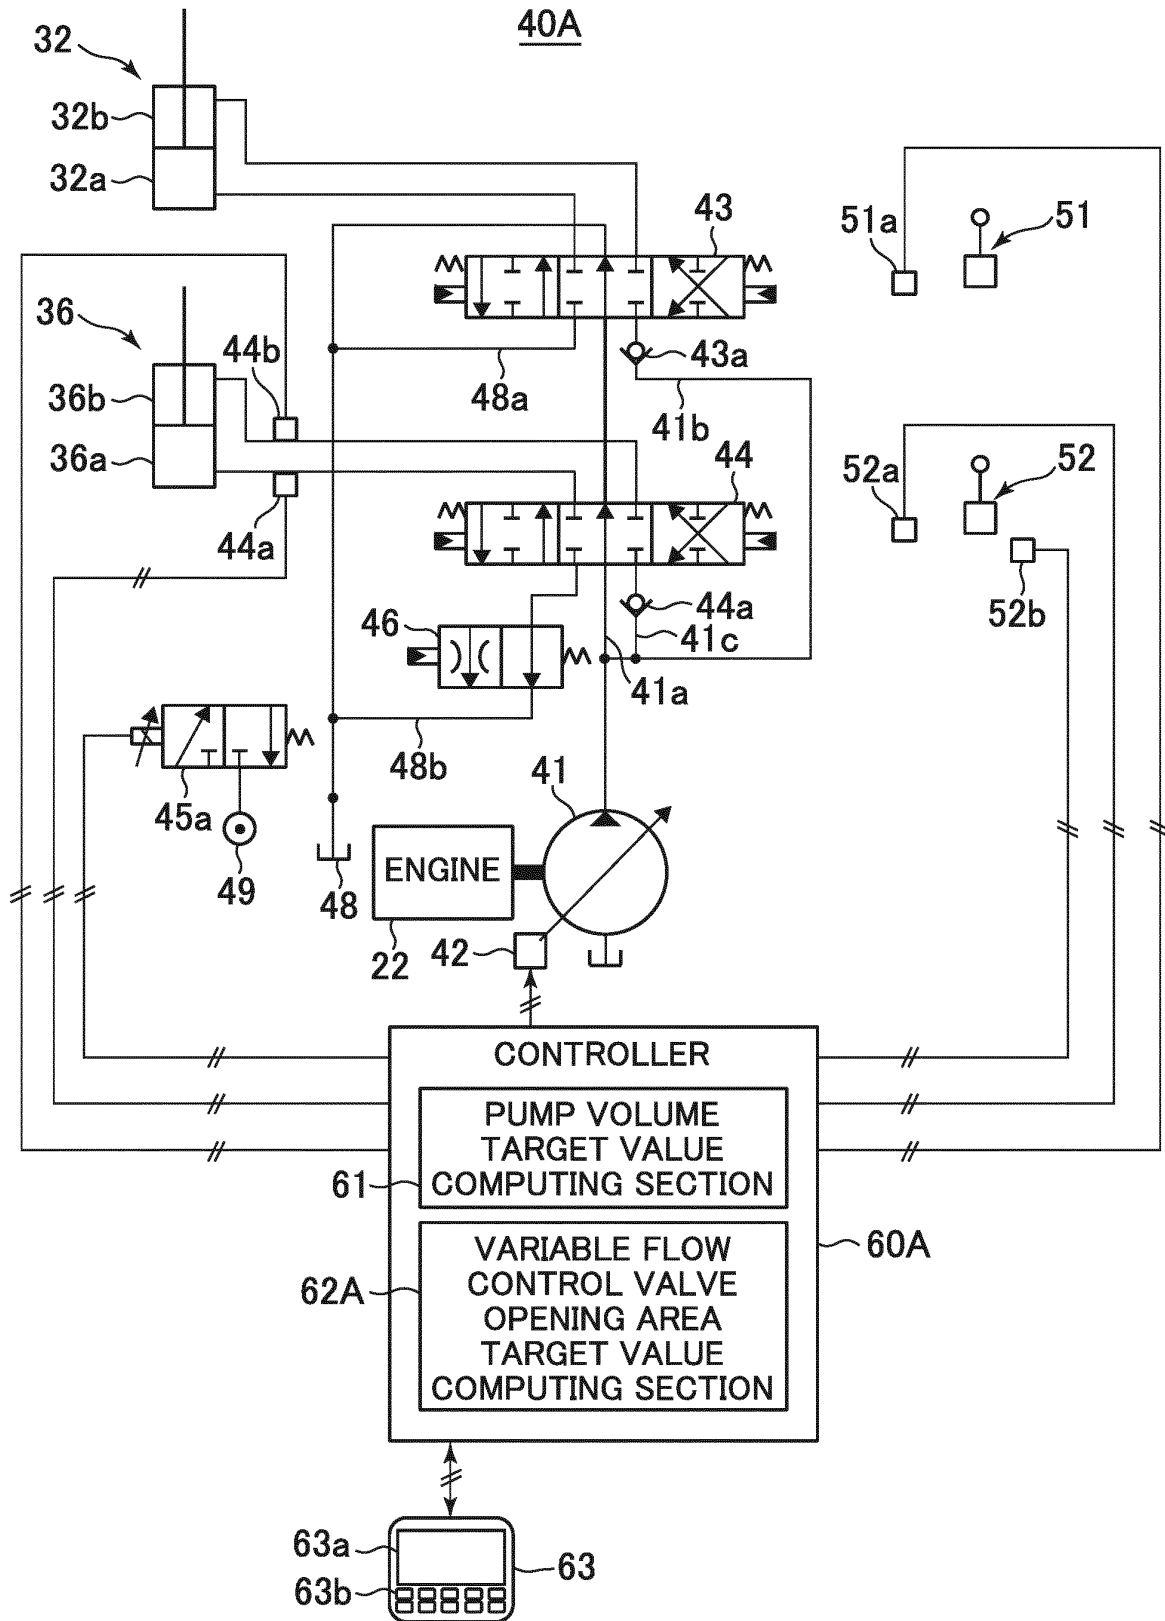 40A
32
32b
32a
43
51a
51
36
44b
43a
48a
36b
41b
36a
44
52a
52
44a
46
44a
52b
41c
41a
48b
41
45a
ENGINE
49
48
42
22
CONTROLLER
PUMP VOLUME
TARGET VALUE
COMPUTING SECTION
61
VARIABLE FLOW
CONTROL VALVE
OPENING AREA
TARGET VALUE
COMPUTING SECTION
60A
62A
63a
63
63b